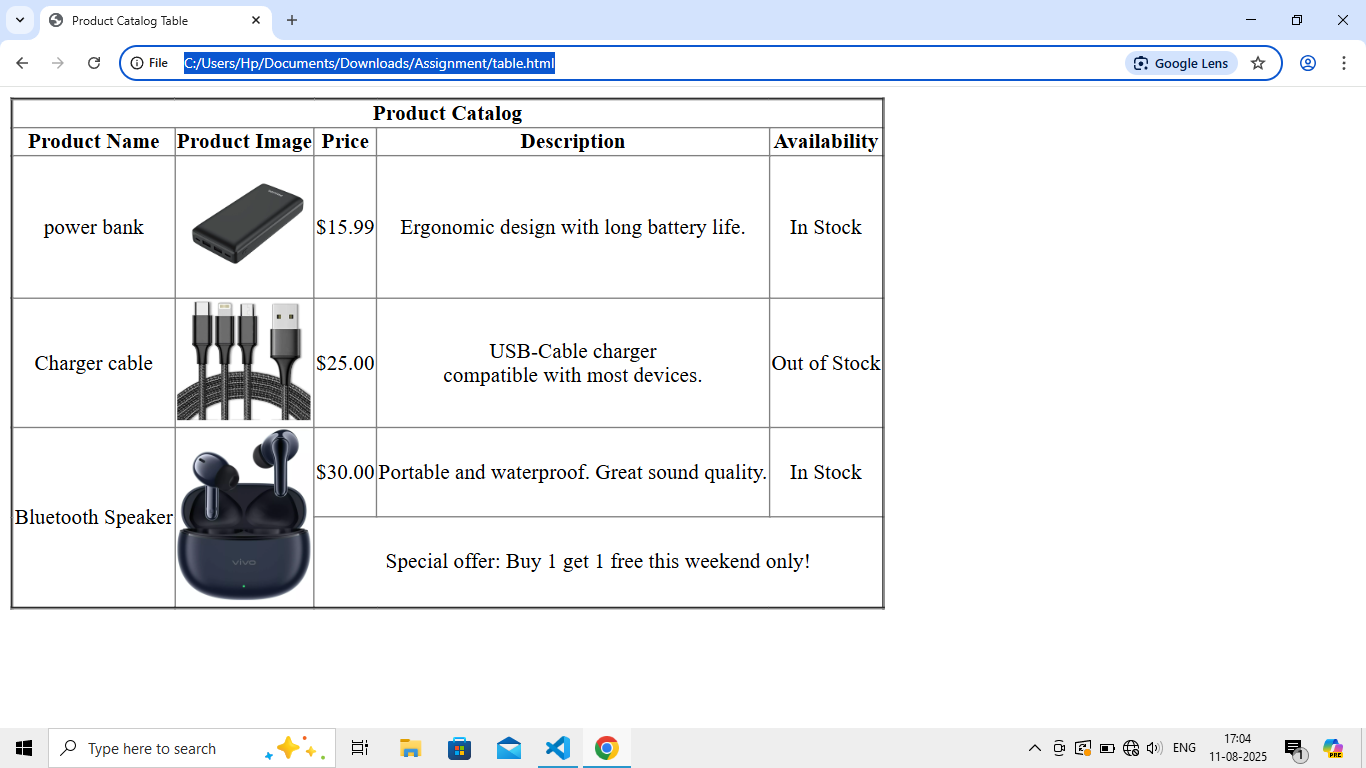 Product Catalog Table
File
C:/Users/Hp/Documents/Downloads/Assignment/table.html
Google Lens
Product Catalog
Product Name Product Image Price Description Availability
power bank $15.99 Ergonomic design with long battery life. In Stock
Charger cable $25.00 USB-Cable charger
compatible with most devices. Out of Stock
Bluetooth Speaker $30.00 Portable and waterproof. Great sound quality. In Stock
vivo
Special offer: Buy 1 get 1 free this weekend only!
Type here to search
ENG
17:04
11-08-2025
1
PRE